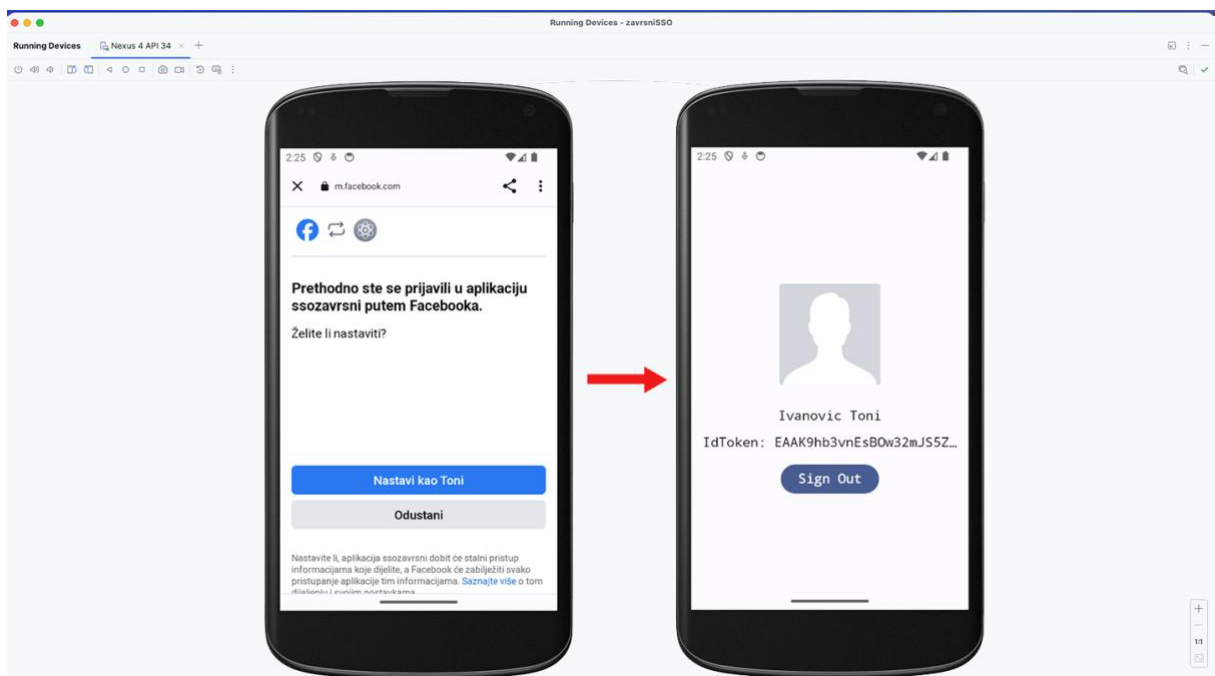 Running Devices - zavrsniSSO
Running Devices
Nexus 4 API 34
2:25
m.facebook.com
Prethodno ste se prijavili u aplikaciju
ssozavrsni putem Facebooka.
Želite li nastaviti?
Nastavi kao Toni
Odustani
Nastavite li, aplikacija ssozavrsni dobit će stalni pristup
informacijama koje dijelite, a Facebook će zabilježiti svako
pristupanje aplikacije tim informacijama. Saznajte više o tom
dijeljenju i svojim postavkama.
2:25
Ivanovic Toni
IdToken: EAAK9hb3vnEsBOw32mJS5Z…
Sign Out
1:1